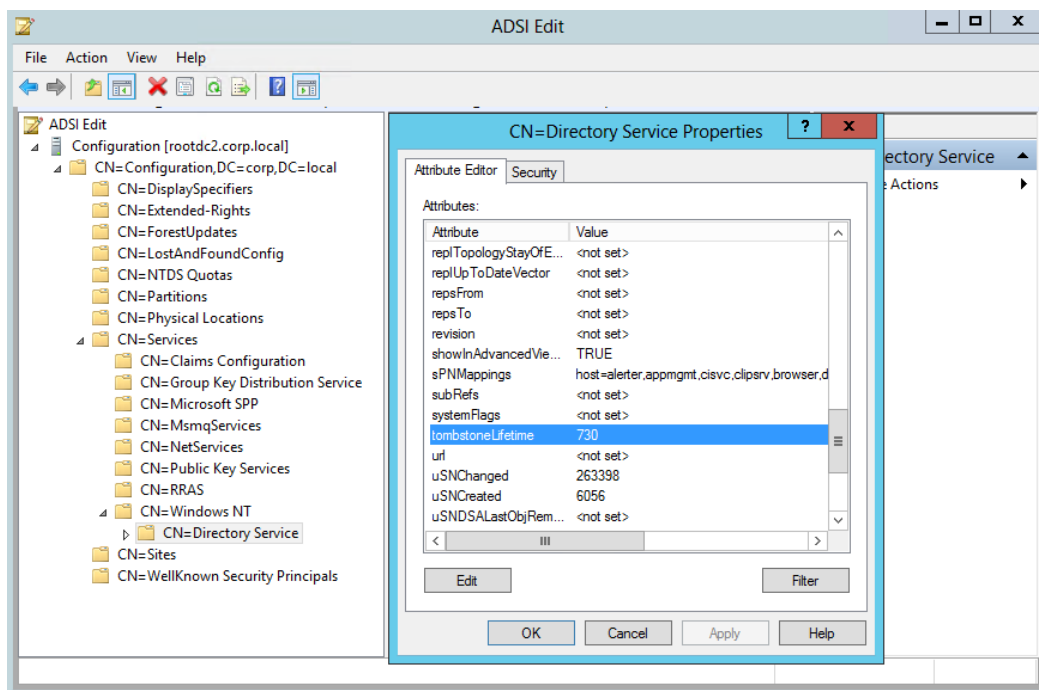 ADSI Edit
File Action View Help
ADSI Edit
Configuration [rootdc2.corp.local]
CN=Configuration,DC=corp,DC=local
CN=DisplaySpecifiers
CN=Extended-Rights
CN=ForestUpdates
CN=LostAndFoundConfig
CN=NTDS Quotas
CN=Partitions
CN=Physical Locations
CN=Services
CN=Claims Configuration
CN=Group Key Distribution Service
CN=Microsoft SPP
CN=MsmqServices
CN=NetServices
CN=Public Key Services
CN=RRAS
CN=Windows NT
CN=Directory Service
CN=Sites
CN=WellKnown Security Principals
CN=Directory Service Properties
Attribute Editor Security
Attributes:
Attribute Value
replTopologyStayOfE... <not set>
replUpToDateVector <not set>
repsFrom <not set>
repsTo <not set>
revision <not set>
showInAdvancedVie... TRUE
sPNMappings host=alerter,appmgmt,cisvc,clipsrv,browser,d
subRefs <not set>
systemFlags <not set>
tombstoneLifetime 730
url <not set>
uSNChanged 263398
uSNCreated 6056
uSNDSALastObjRem... <not set>
Edit Filter
OK Cancel Apply Help
ectory Service
Actions